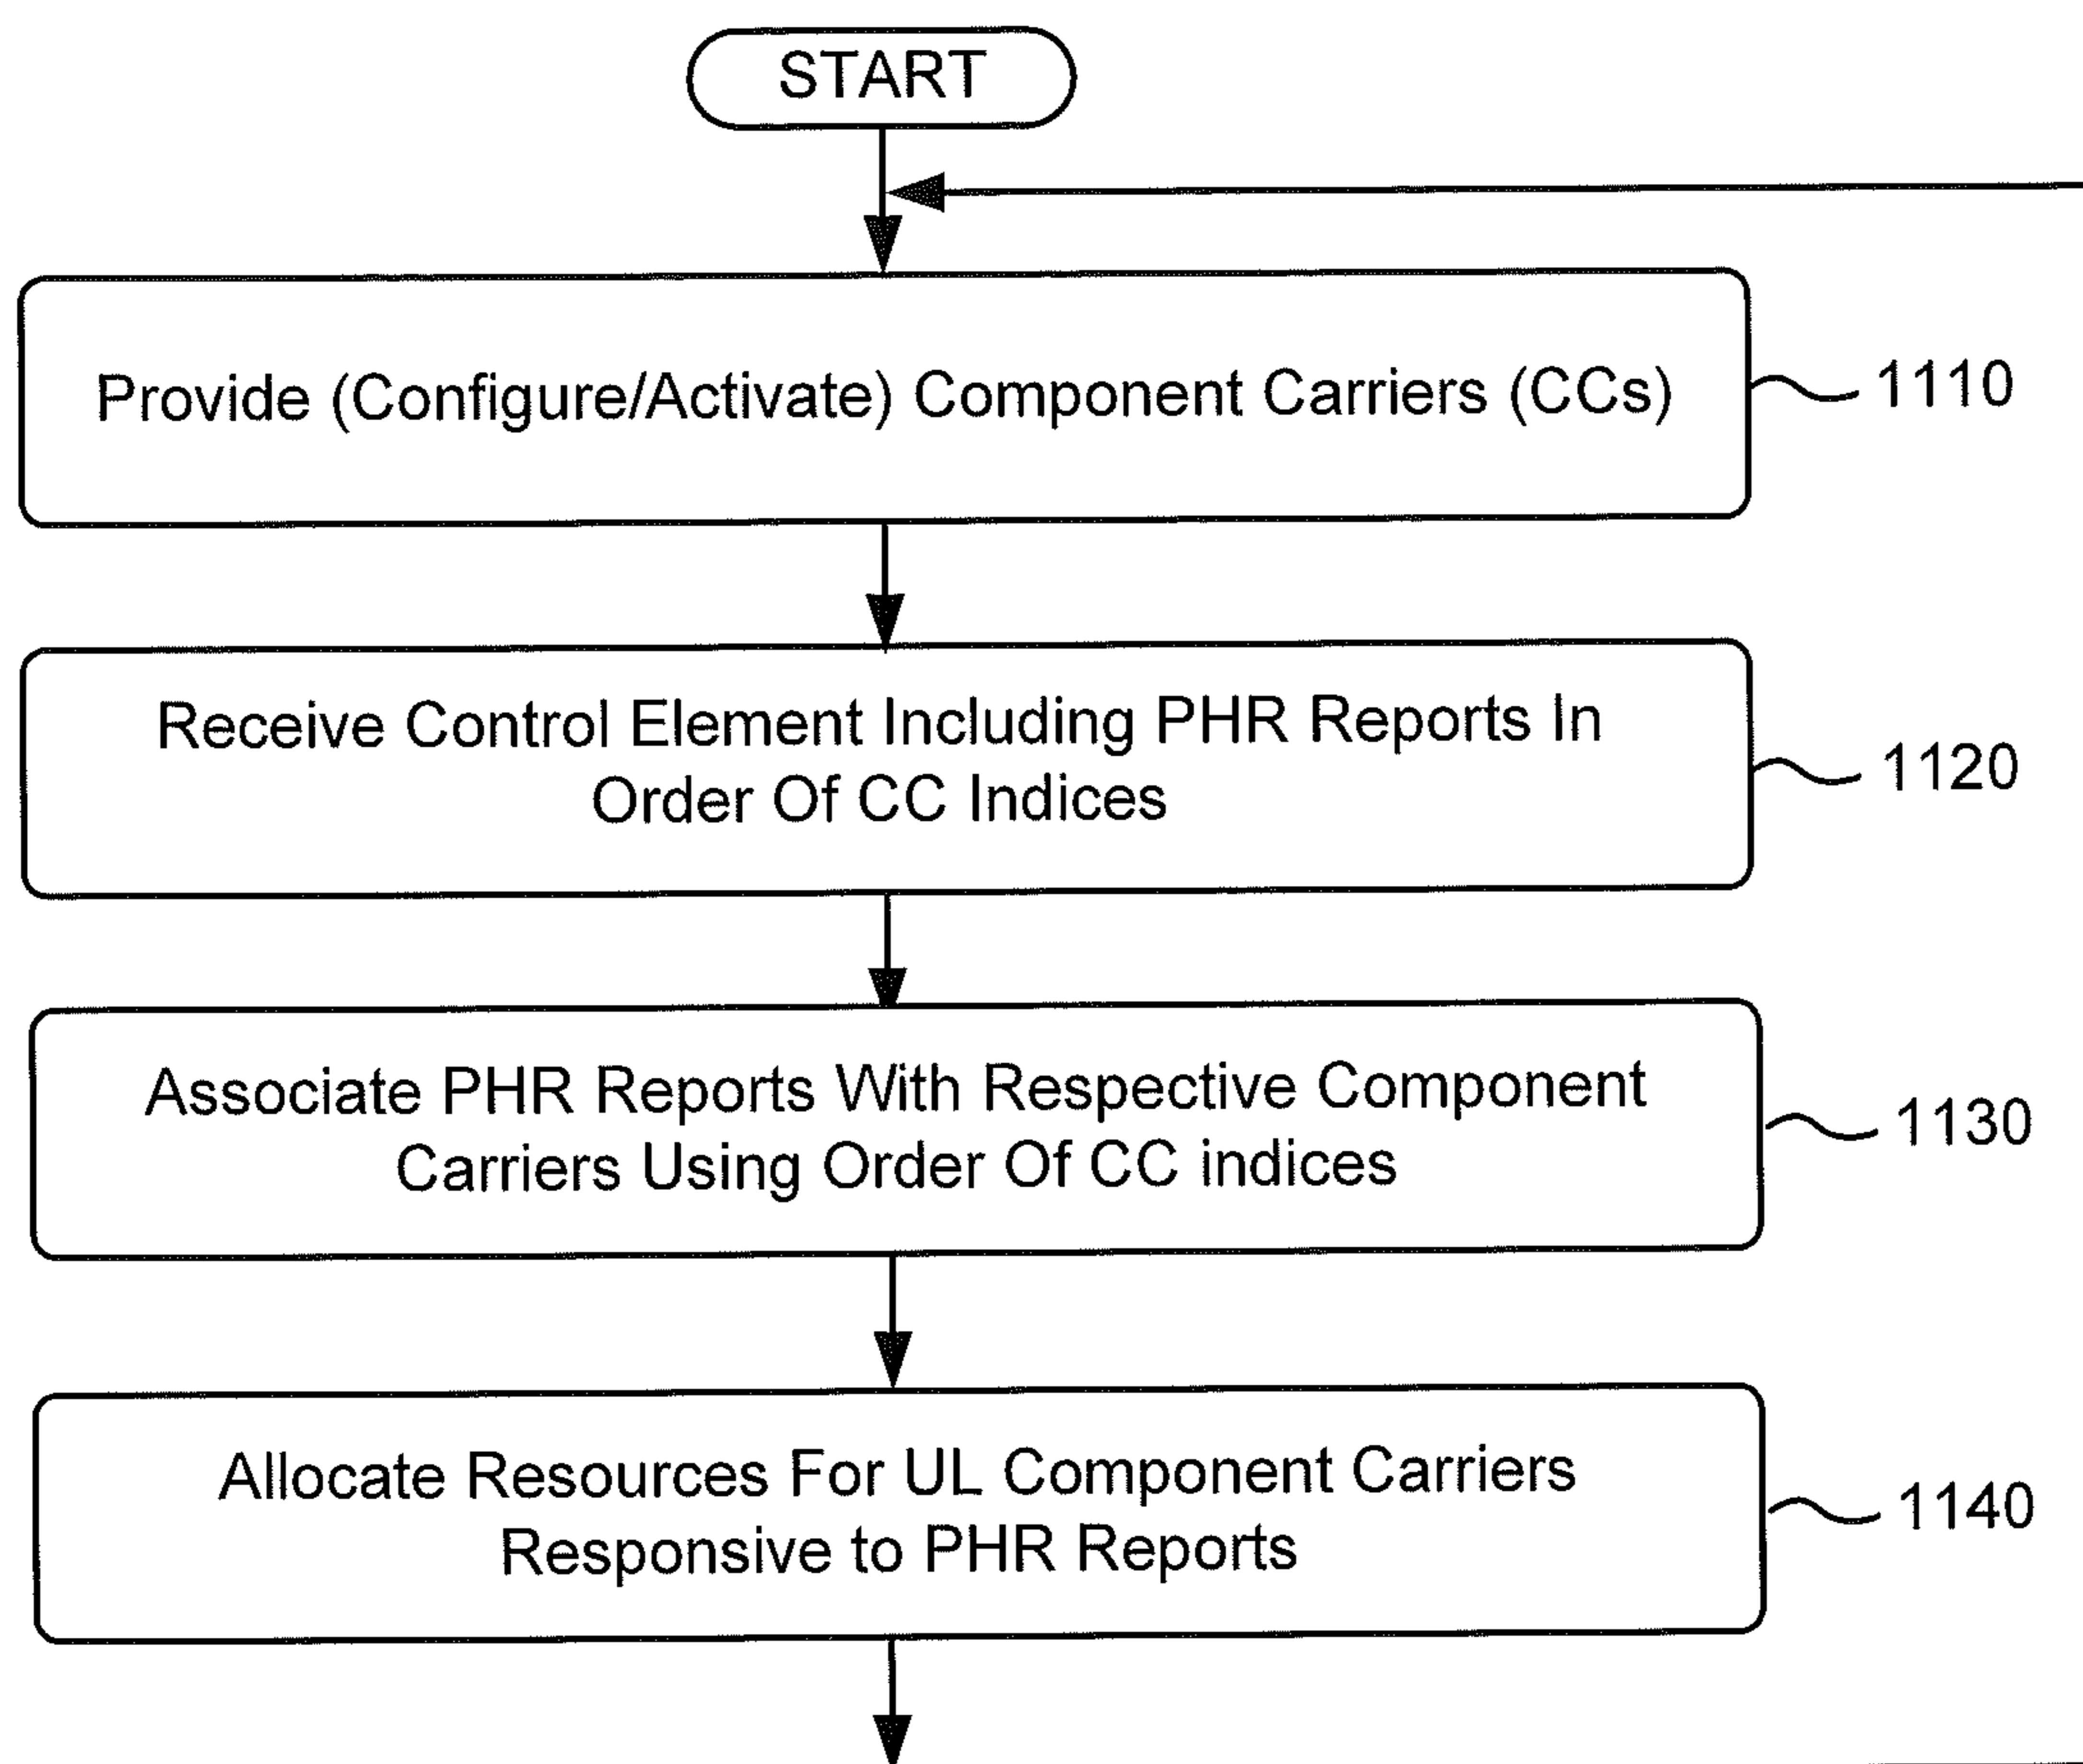 START
Provide (Configure/Activate) Component Carriers (CCs)
1110
Receive Control Element Including PHR Reports In
Order Of CC Indices
1120
Associate PHR Reports With Respective Component
Carriers Using Order Of CC indices
1130
Allocate Resources For UL Component Carriers
Responsive to PHR Reports
1140